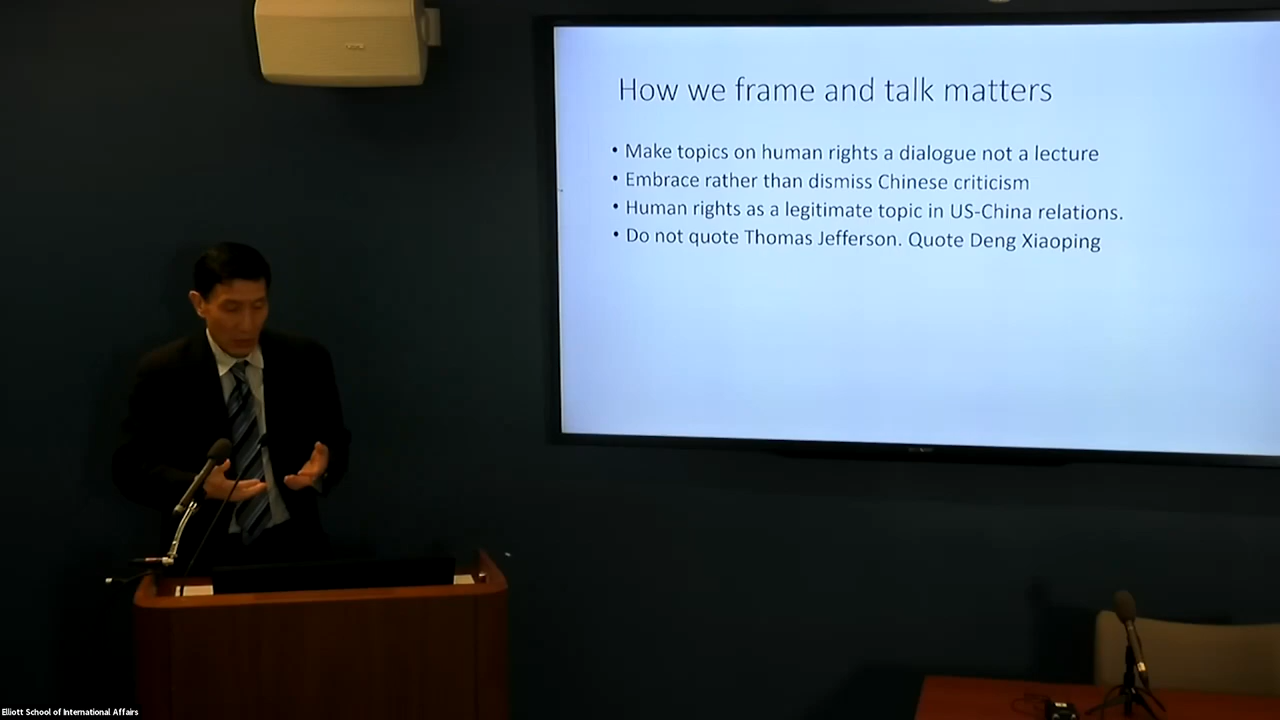 How we frame and talk matters
• Make topics on human rights a dialogue not a lecture
• Embrace rather than dismiss Chinese criticism
• Human rights as a legitimate topic in US-China relations.
• Do not quote Thomas Jefferson. Quote Deng Xiaoping
Elliott School of International Affairs